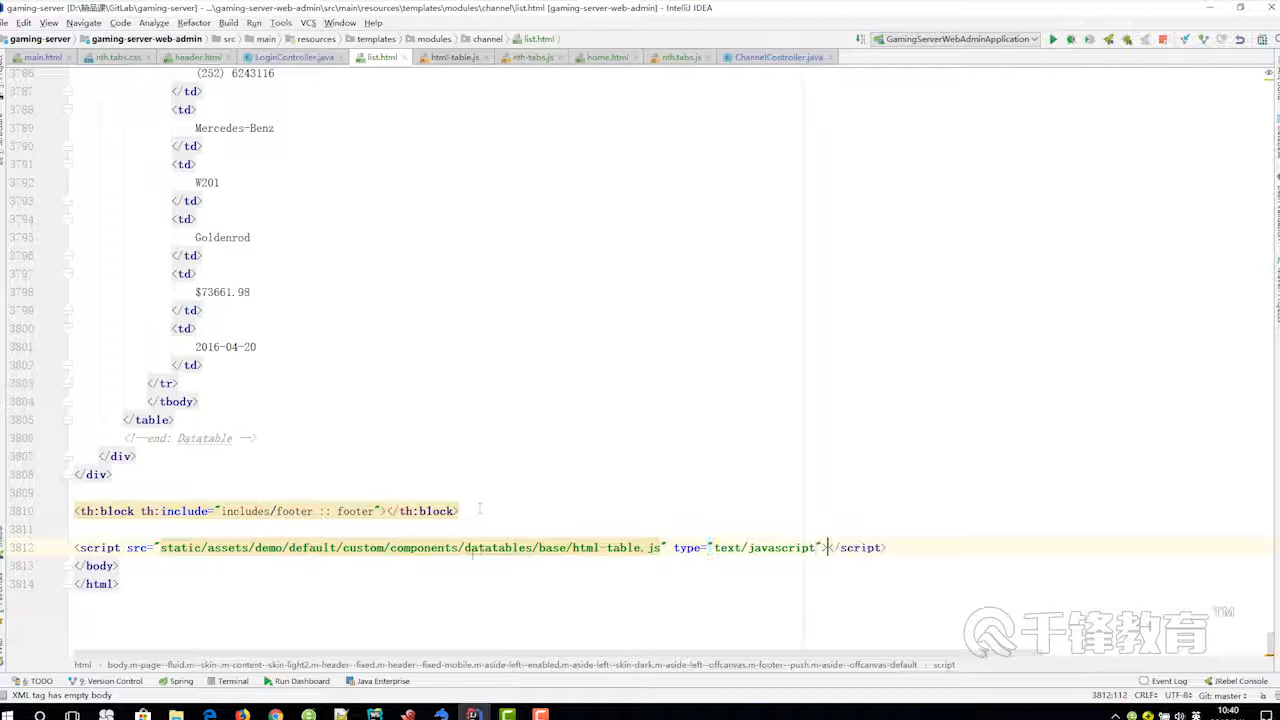 gaming-server [D:\精品课\GitLab\gaming-server] - ...\gaming-server-web-admin\src\main\resources\templates\modules\channel\list.html [gaming-server-web-admin] - IntelliJ IDEA
Edit View Navigate Code Analyze Refactor Build Run Tools VCS Window Help
gaming-server gaming-server-web-admin src main resources templates modules channel list.html GamingServerWebAdminApplication
main.html nth.tabs.css header.html LoginController.java list.html html-table.js nth-tabs.js home.html nth.tabs.js ChannelController.java
3786 (252) 6243116
3787 </td>
3788 <td>
3789 Mercedes-Benz
3790 </td>
3791 <td>
3792 W201
3793 </td>
3794 <td>
3795 Goldenrod
3796 </td>
3797 <td>
3798 $73661.98
3799 </td>
3800 <td>
3801 2016-04-20
3802 </td>
3803 </tr>
3804 </tbody>
3805 </table>
3806 <!--end: Datatable -->
3807 </div>
3808 </div>
3809
3810 <th:block th:include="includes/footer :: footer"></th:block>
3811
3812 <script src="static/assets/demo/default/custom/components/datatables/base/html-table.js" type="text/javascript"></script>
3813 </body>
3814 </html>
千锋教育™
html body.m-page--fluid.m--skin-.m-content--skin-light2.m-header--fixed.m-header--fixed-mobile.m-aside-left--enabled.m-aside-left--skin-dark.m-aside-left--offcanvas.m-footer--push.m-aside--offcanvas-default script
6: TODO 9: Version Control Spring Terminal Run Dashboard Java Enterprise Event Log JRebel Console
XML tag has empty body 3812:112 CRLF UTF-8 Git: master
英 10:40